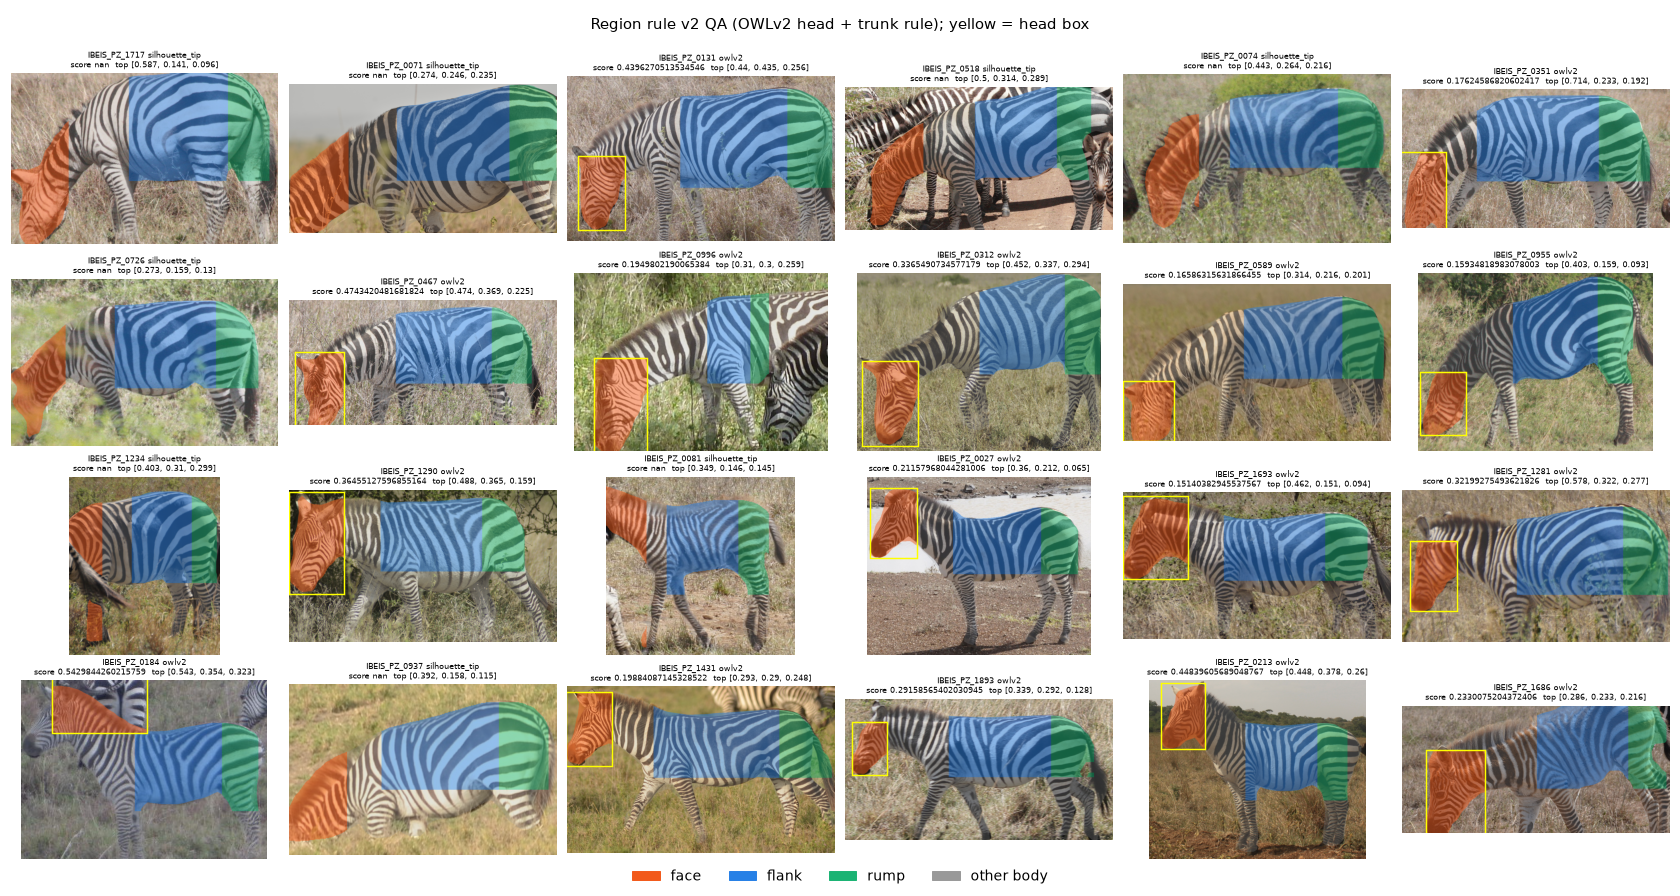 Region rule v2 QA (OWLv2 head + trunk rule); yellow = head box
IBEIS_PZ_1717 silhouette_tip
score nan  top [0.587, 0.141, 0.096]
IBEIS_PZ_0071 silhouette_tip
score nan  top [0.274, 0.246, 0.235]
IBEIS_PZ_0131 owlv2
score 0.4396270513534546  top [0.44, 0.435, 0.256]
IBEIS_PZ_0518 silhouette_tip
score nan  top [0.5, 0.314, 0.289]
IBEIS_PZ_0074 silhouette_tip
score nan  top [0.443, 0.264, 0.216]
IBEIS_PZ_0351 owlv2
score 0.17624586820602417  top [0.714, 0.233, 0.192]
IBEIS_PZ_0726 silhouette_tip
score nan  top [0.273, 0.159, 0.13]
IBEIS_PZ_0467 owlv2
score 0.4743420481681824  top [0.474, 0.369, 0.225]
IBEIS_PZ_0996 owlv2
score 0.1949802190065384  top [0.31, 0.3, 0.259]
IBEIS_PZ_0312 owlv2
score 0.3365490734577179  top [0.452, 0.337, 0.294]
IBEIS_PZ_0589 owlv2
score 0.16586315631866455  top [0.314, 0.216, 0.201]
IBEIS_PZ_0955 owlv2
score 0.15934818983078003  top [0.403, 0.159, 0.093]
IBEIS_PZ_1234 silhouette_tip
score nan  top [0.403, 0.31, 0.299]
IBEIS_PZ_1290 owlv2
score 0.36455127596855164  top [0.488, 0.365, 0.159]
IBEIS_PZ_0081 silhouette_tip
score nan  top [0.349, 0.146, 0.145]
IBEIS_PZ_0027 owlv2
score 0.21157968044281006  top [0.36, 0.212, 0.065]
IBEIS_PZ_1693 owlv2
score 0.15140382945537567  top [0.462, 0.151, 0.094]
IBEIS_PZ_1281 owlv2
score 0.32199275493621826  top [0.578, 0.322, 0.277]
IBEIS_PZ_0184 owlv2
score 0.5429844260215759  top [0.543, 0.354, 0.323]
IBEIS_PZ_0937 silhouette_tip
score nan  top [0.392, 0.158, 0.115]
IBEIS_PZ_1431 owlv2
score 0.19884087145328522  top [0.293, 0.29, 0.248]
IBEIS_PZ_1893 owlv2
score 0.29158565402030945  top [0.339, 0.292, 0.128]
IBEIS_PZ_0213 owlv2
score 0.44839605689048767  top [0.448, 0.378, 0.26]
IBEIS_PZ_1686 owlv2
score 0.2330075204372406  top [0.286, 0.233, 0.216]
face  flank  rump  other body